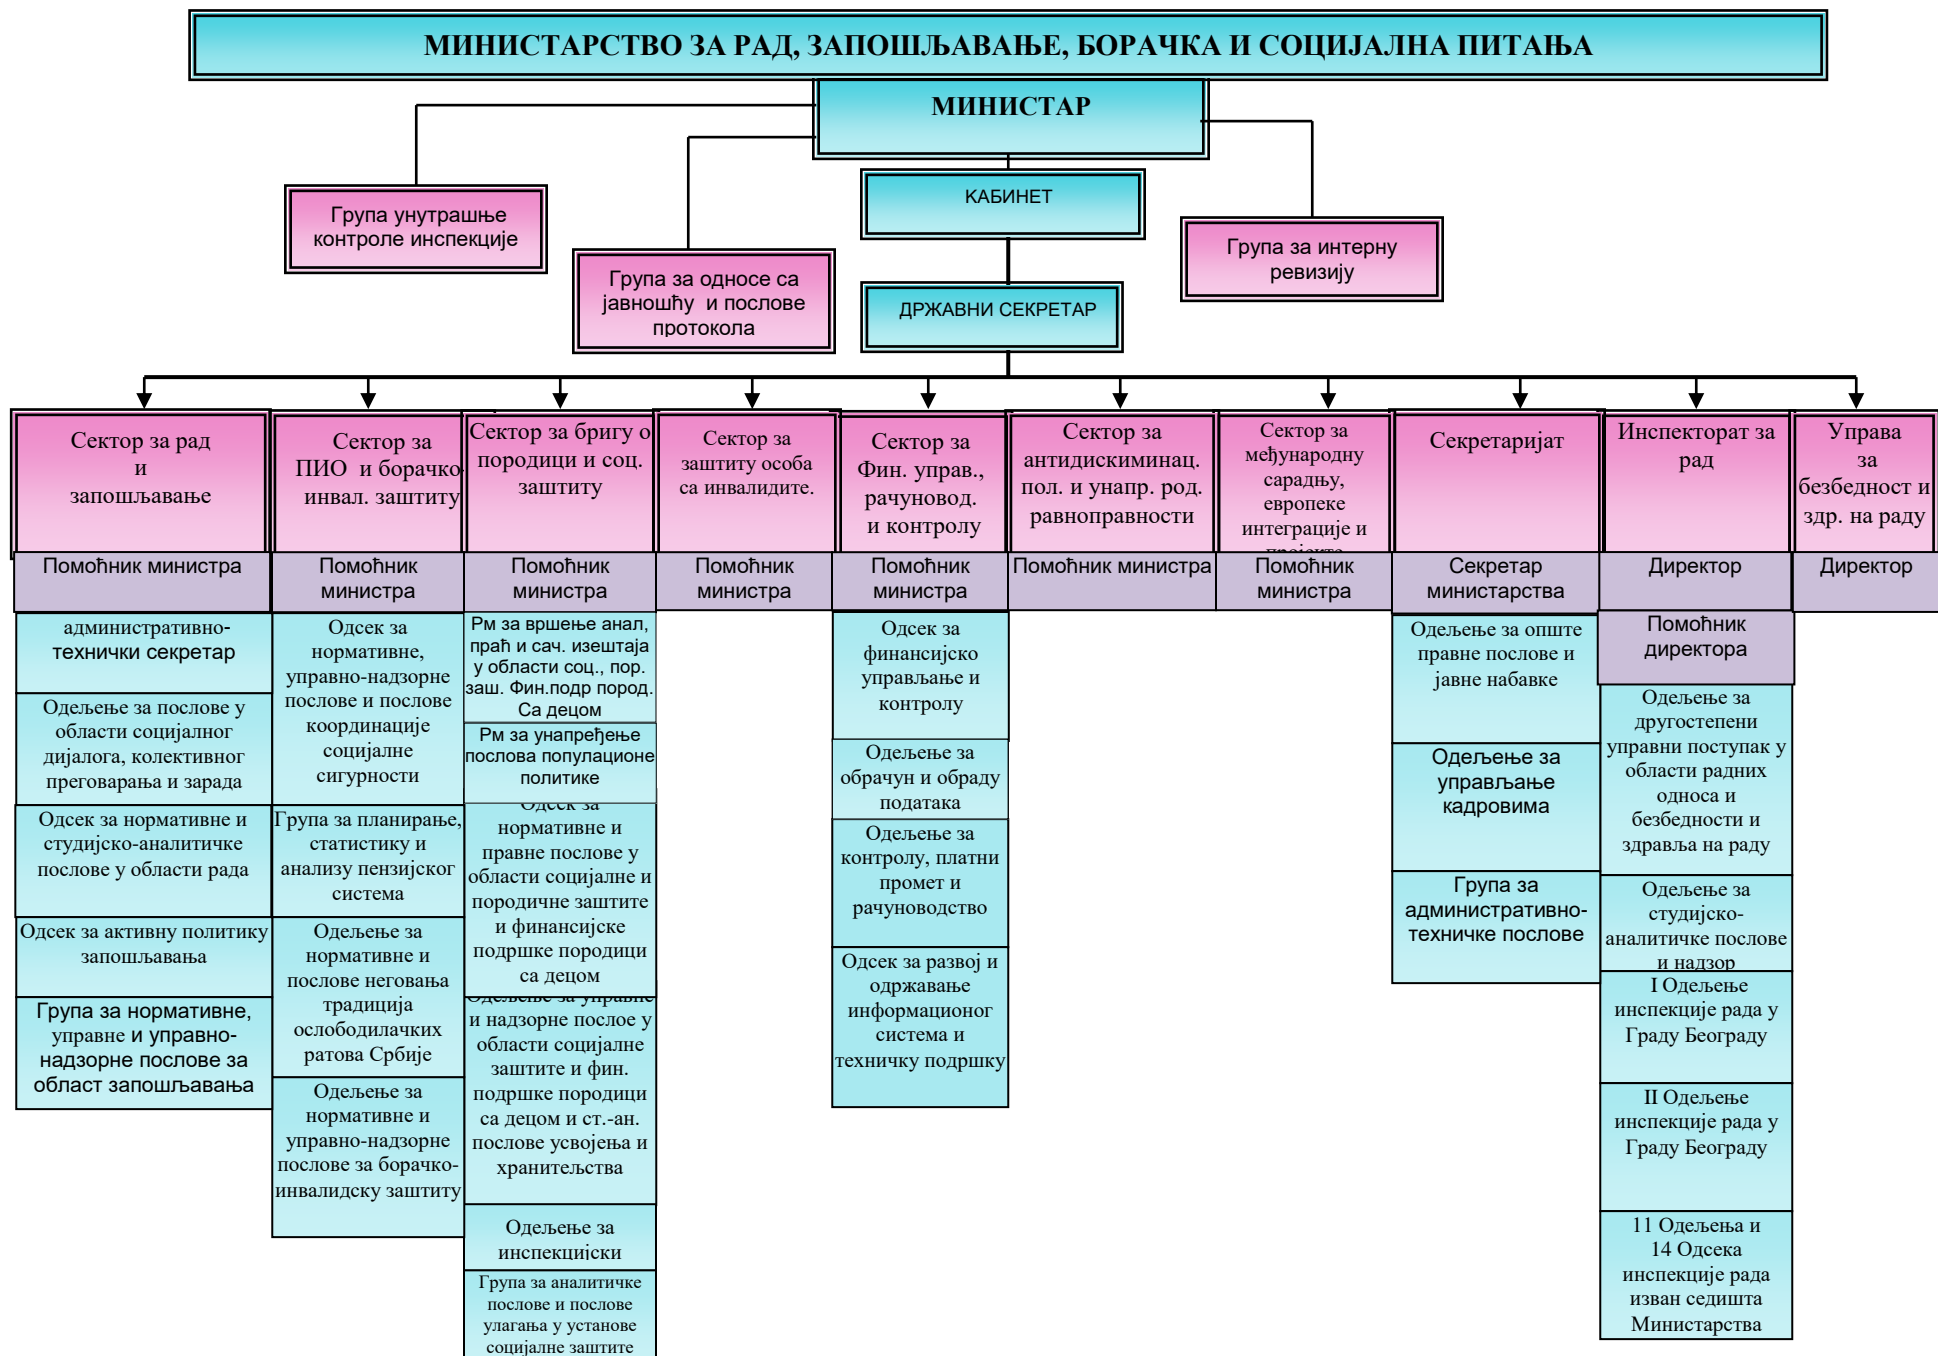 МИНИСТАРСТВО ЗА РАД, ЗАПОШЉАВАЊЕ, БОРАЧКА И СОЦИЈАЛНА ПИТАЊА
МИНИСТАР
КАБИНЕТ
Група унутрашње
контроле инспекције
Група за интерну
ревизију
Група за односе са
јавношћу и послове
протокола
ДРЖАВНИ СЕКРЕТАР
Сектор за рад
и
запошљавање
Помоћник министра
административно-
технички секретар
Одељење за послове у
области социјалног
дијалога, колективног
преговарања и зарада
Одсек за нормативне и
студијско-аналитичке
послове у области рада
Одсек за активну политику
запошљавања
Група за нормативне,
управне и управно-
надзорне послове за
област запошљавања
Сектор за
ПИО и борачко-
инвал. заштиту
Помоћник
министра
Одсек за
нормативне,
управно-надзорне
послове и послове
координације
социјалне
сигурности
Група за планирање,
статистику и
анализу пензијског
система
Одељење за
нормативне и
послове неговања
традиција
ослободилачких
ратова Србије
Одељење за
нормативне и
управно-надзорне
послове за борачко-
инвалидску заштиту
Сектор за бригу о
породици и соц.
заштиту
Помоћник
министра
Рм за вршење анал,
праћ и сач. изештаја
у области соц., пор.
заш. Фин.подр пород.
Са децом
Рм за унапређење
послова популационе
политике
Одсек за
нормативне и
правне послове у
области социјалне и
породичне заштите
и финансијске
подршке породици
са децом
Одељење за управне
и надзорне послое у
области социјалне
заштите и фин.
подршке породици
са децом и ст.-ан.
послове усвојења и
хранитељства
Одељење за
инспекцијски
Група за аналитичке
послове и послове
улагања у установе
социјалне заштите
Сектор за
заштиту особа
са инвалидите.
Помоћник
министра
Сектор за
Фин. управ.,
рачуновод.
и контролу
Помоћник
министра
Одсек за
финансијско
управљање и
контролу
Одељење за
обрачун и обраду
података
Одељење за
контролу, платни
промет и
рачуноводство
Одсек за развој и
одржавање
информационог
система и
техничку подршку
Сектор за
антидискиминац.
пол. и унапр. род.
равноправности
Помоћник министра
Сектор за
међународну
сарадњу,
европеке
интеграције и
пројекте
Помоћник
министра
Секретаријат
Секретар
министарства
Одељење за опште
правне послове и
јавне набавке
Одељење за
управљање
кадровима
Група за
административно-
техничке послове
Инспекторат за
рад
Директор
Помоћник
директора
Одељење за
другостепени
управни поступак у
области радних
односа и
безбедности и
здравља на раду
Одељење за
студијско-
аналитичке послове
и надзор
I Одељење
инспекције рада у
Граду Београду
II Одељење
инспекције рада у
Граду Београду
11 Одељења и
14 Одсека
инспекције рада
изван седишта
Министарства
Управа
за
безбедност и
здр. на раду
Директор